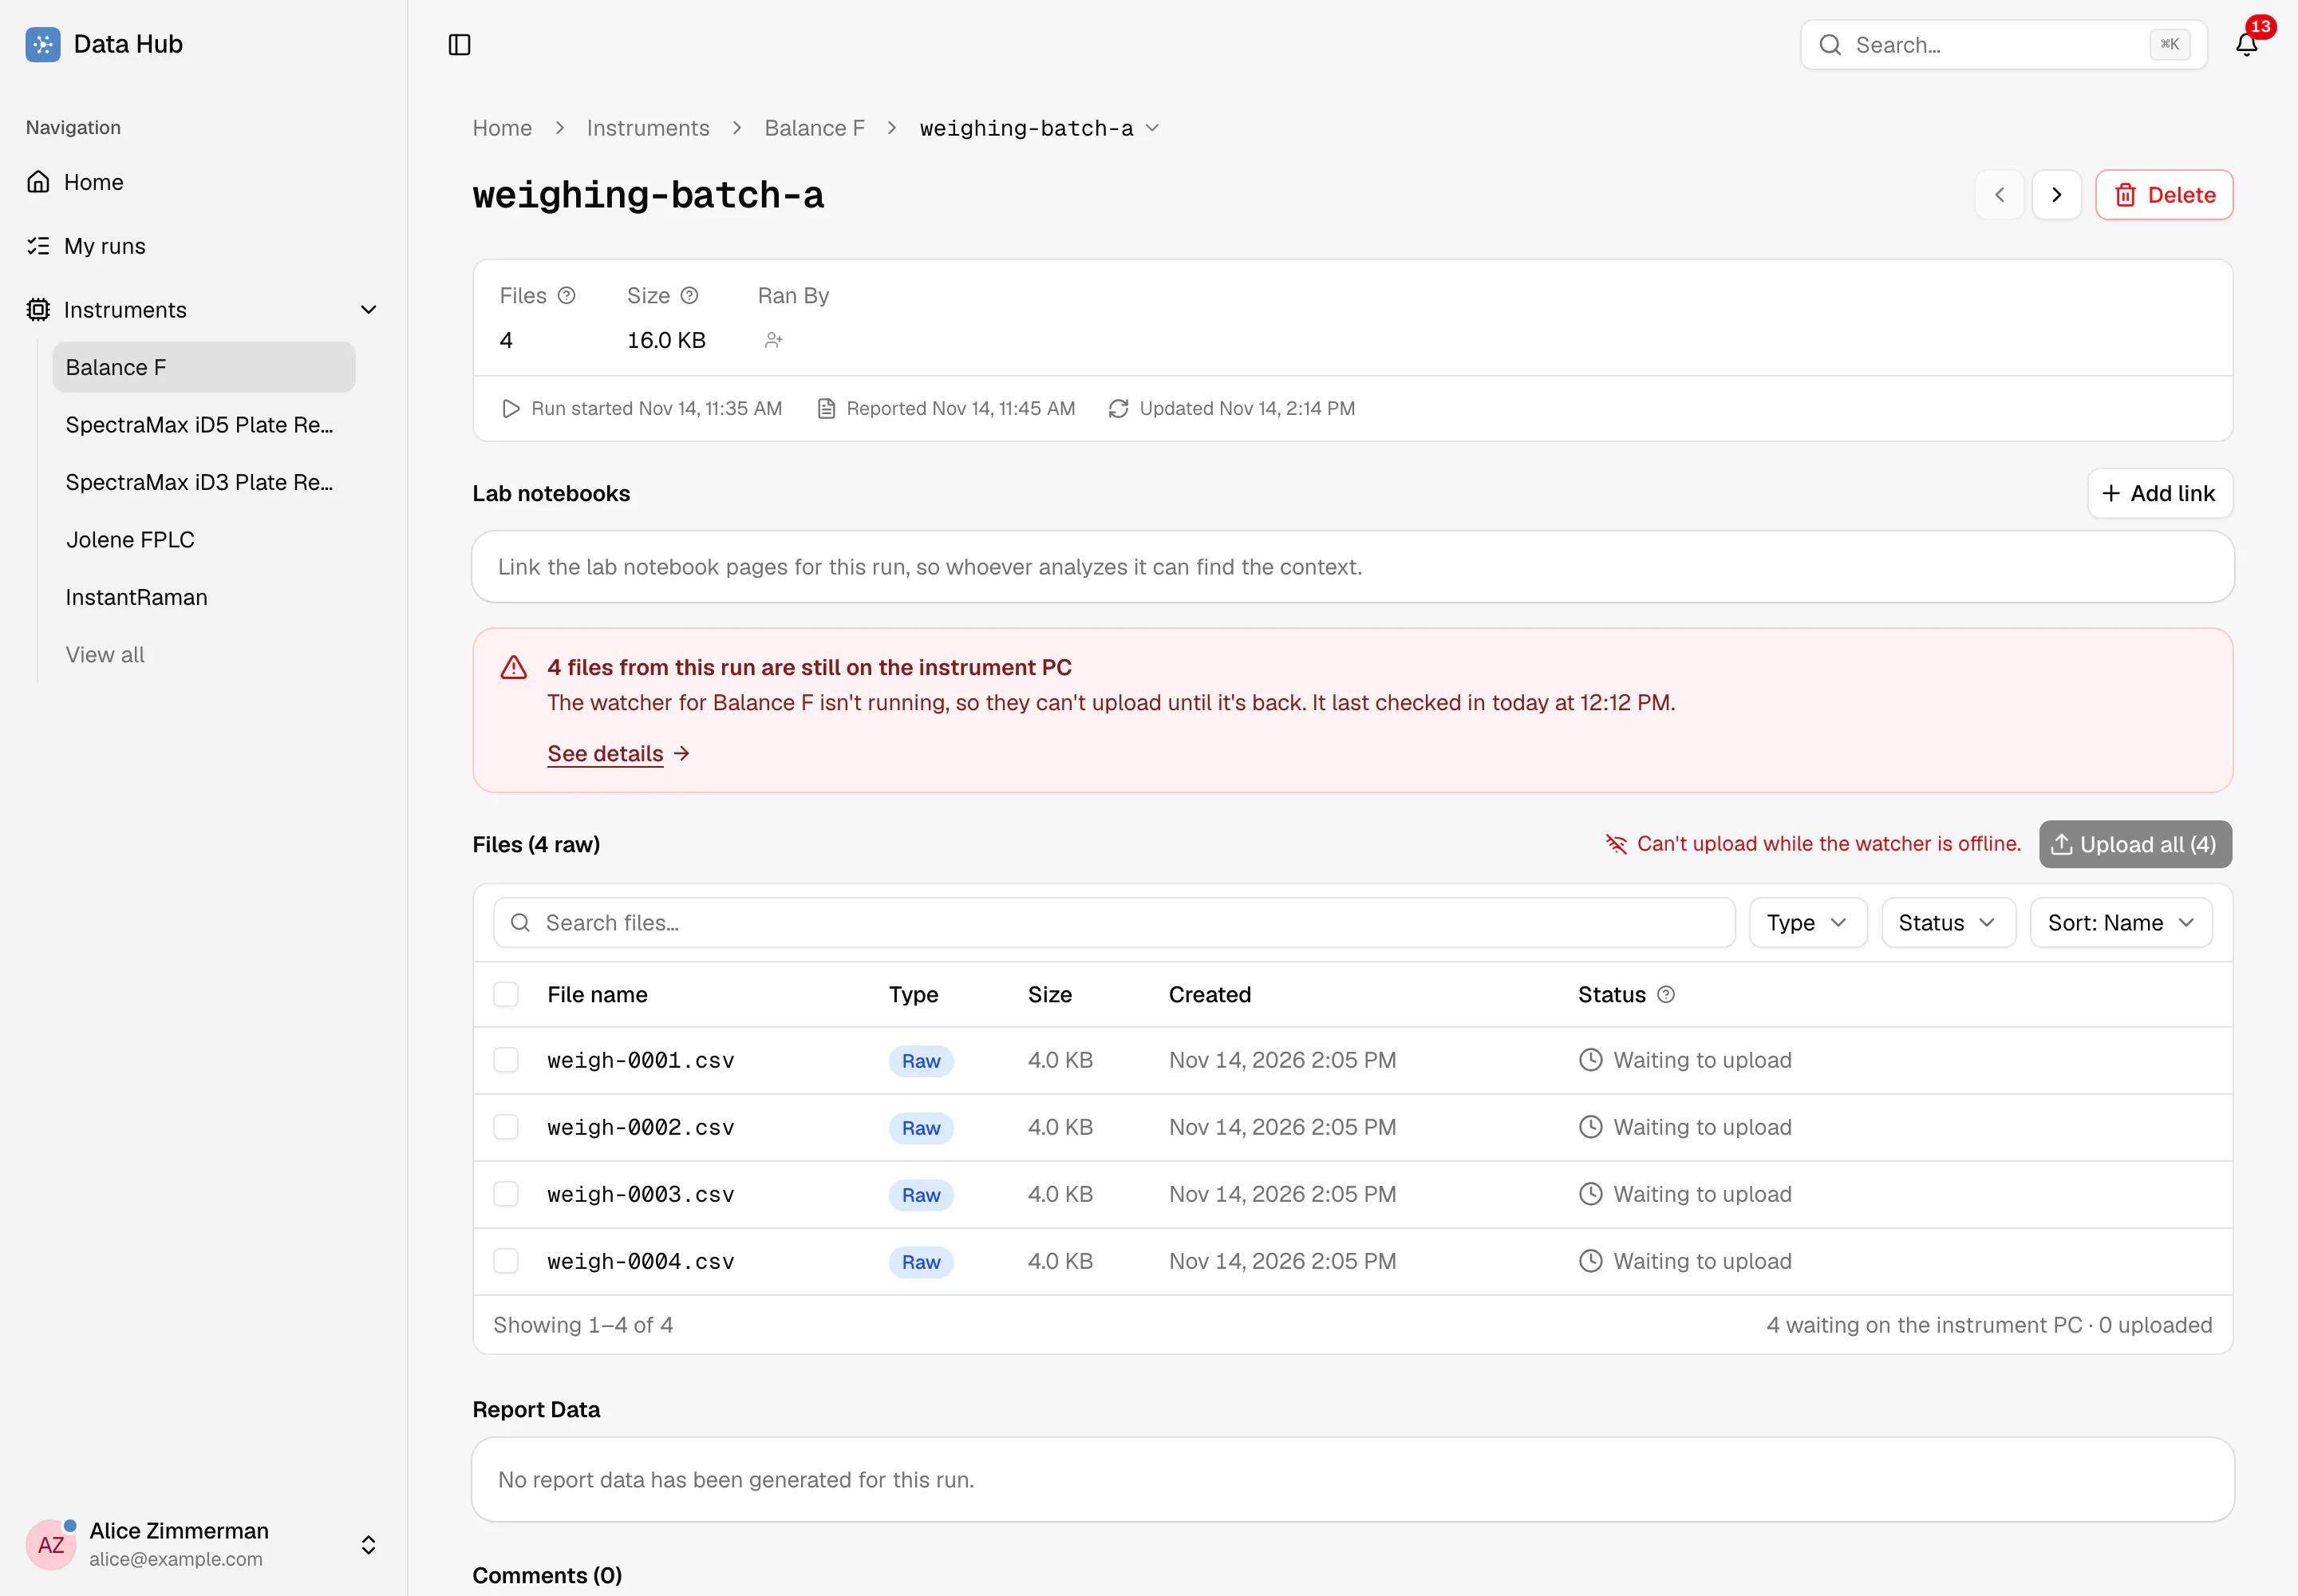 Data Hub
Search...
⌘K
13
Navigation
Home
My runs
Instruments
Balance F
SpectraMax iD5 Plate Re...
SpectraMax iD3 Plate Re...
Jolene FPLC
InstantRaman
View all
Home > Instruments > Balance F > weighing-batch-a
weighing-batch-a
Delete
Files Size Ran By
4 16.0 KB
Run started Nov 14, 11:35 AM Reported Nov 14, 11:45 AM Updated Nov 14, 2:14 PM
Lab notebooks
Add link
Link the lab notebook pages for this run, so whoever analyzes it can find the context.
4 files from this run are still on the instrument PC
The watcher for Balance F isn't running, so they can't upload until it's back. It last checked in today at 12:12 PM.
See details →
Files (4 raw)
Can't upload while the watcher is offline.
Upload all (4)
Search files...
Type
Status
Sort: Name
File name Type Size Created Status
weigh-0001.csv Raw 4.0 KB Nov 14, 2026 2:05 PM Waiting to upload
weigh-0002.csv Raw 4.0 KB Nov 14, 2026 2:05 PM Waiting to upload
weigh-0003.csv Raw 4.0 KB Nov 14, 2026 2:05 PM Waiting to upload
weigh-0004.csv Raw 4.0 KB Nov 14, 2026 2:05 PM Waiting to upload
Showing 1–4 of 4
4 waiting on the instrument PC · 0 uploaded
Report Data
No report data has been generated for this run.
Comments (0)
AZ
Alice Zimmerman
alice@example.com